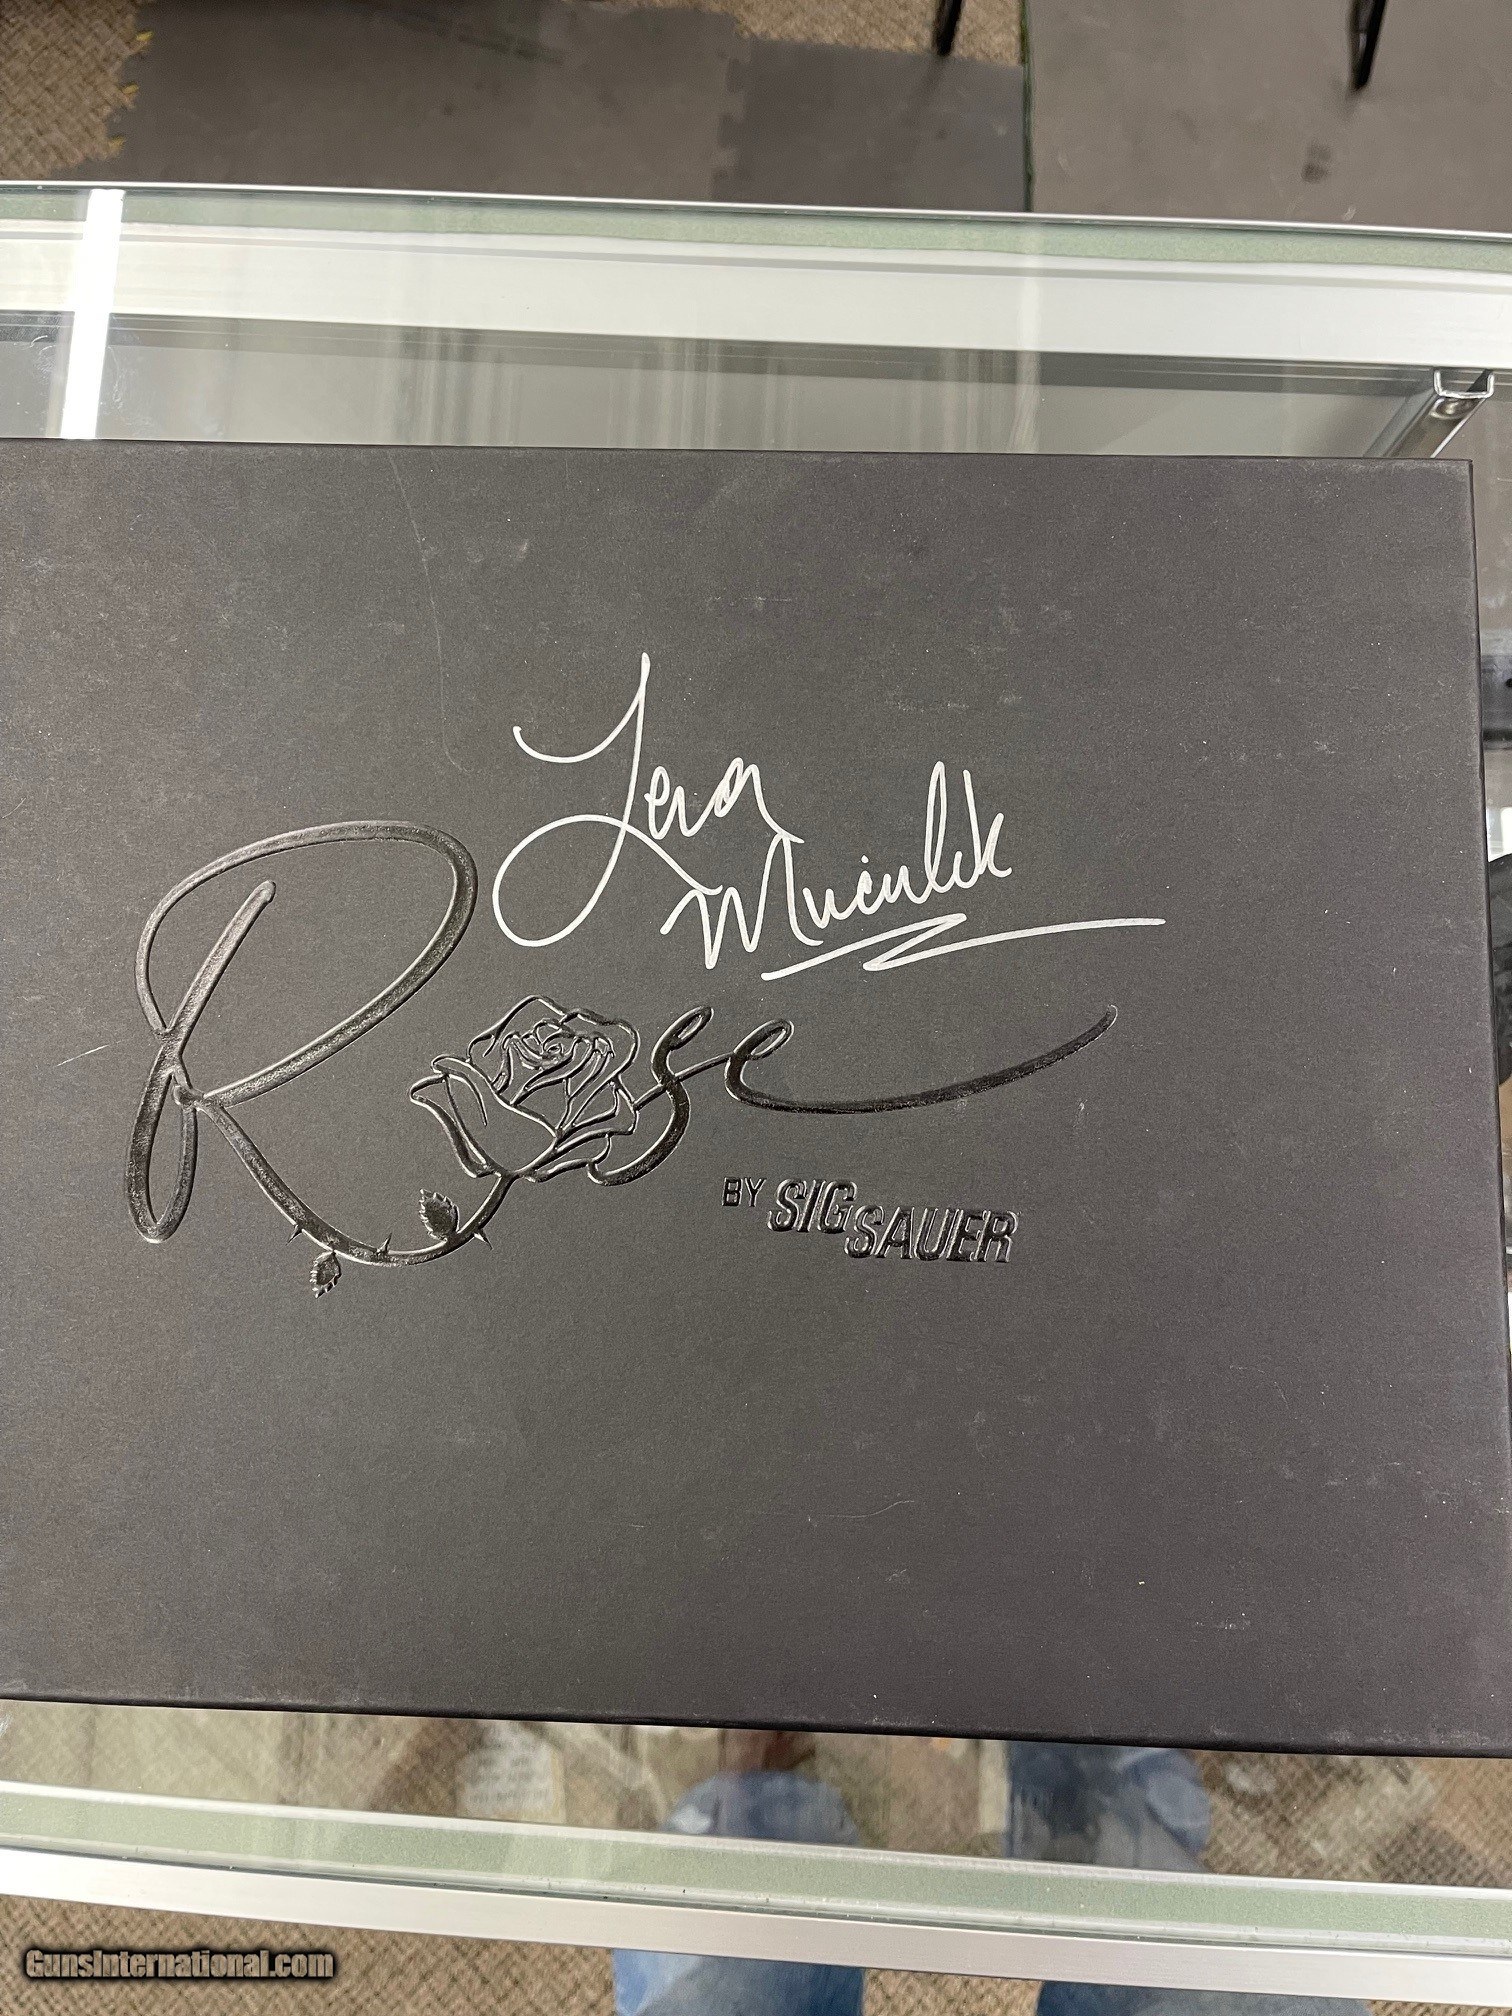 Lena
Miculek
Rose
BY SIG SAUER
GunsInternational.com